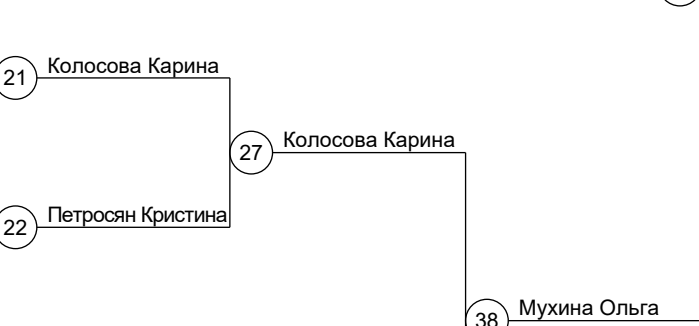 21 Колосова Карина
27 Колосова Карина
22 Петросян Кристина
38 Мухина Ольга